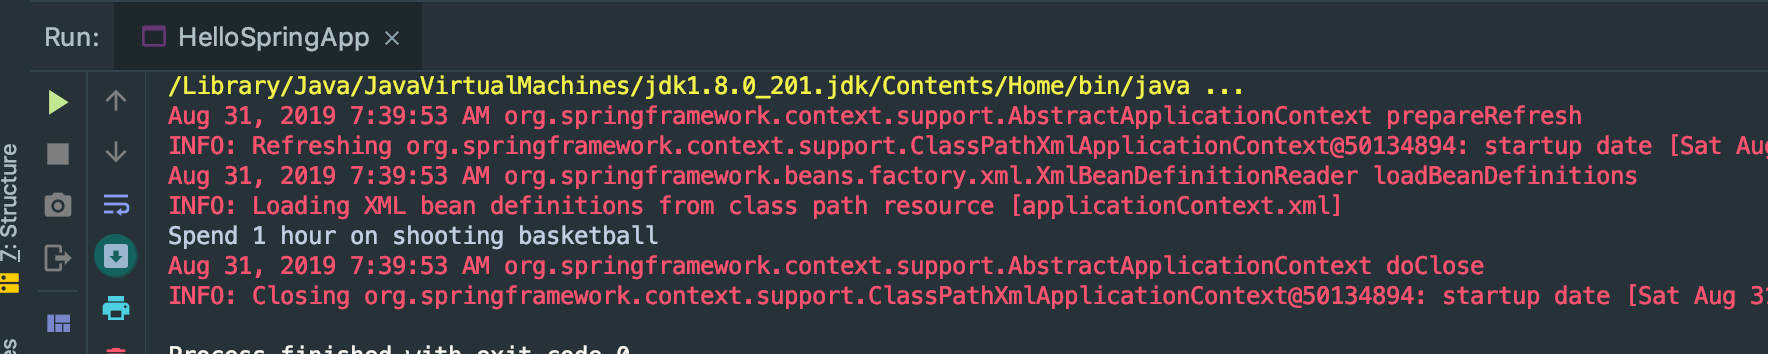 Run: HelloSpringApp ×
/Library/Java/JavaVirtualMachines/jdk1.8.0_201.jdk/Contents/Home/bin/java ...
Aug 31, 2019 7:39:53 AM org.springframework.context.support.AbstractApplicationContext prepareRefresh
INFO: Refreshing org.springframework.context.support.ClassPathXmlApplicationContext@50134894: startup date [Sat Aug
Aug 31, 2019 7:39:53 AM org.springframework.beans.factory.xml.XmlBeanDefinitionReader loadBeanDefinitions
INFO: Loading XML bean definitions from class path resource [applicationContext.xml]
Spend 1 hour on shooting basketball
Aug 31, 2019 7:39:53 AM org.springframework.context.support.AbstractApplicationContext doClose
INFO: Closing org.springframework.context.support.ClassPathXmlApplicationContext@50134894: startup date [Sat Aug 31
Process finished with exit code 0
Z: Structure